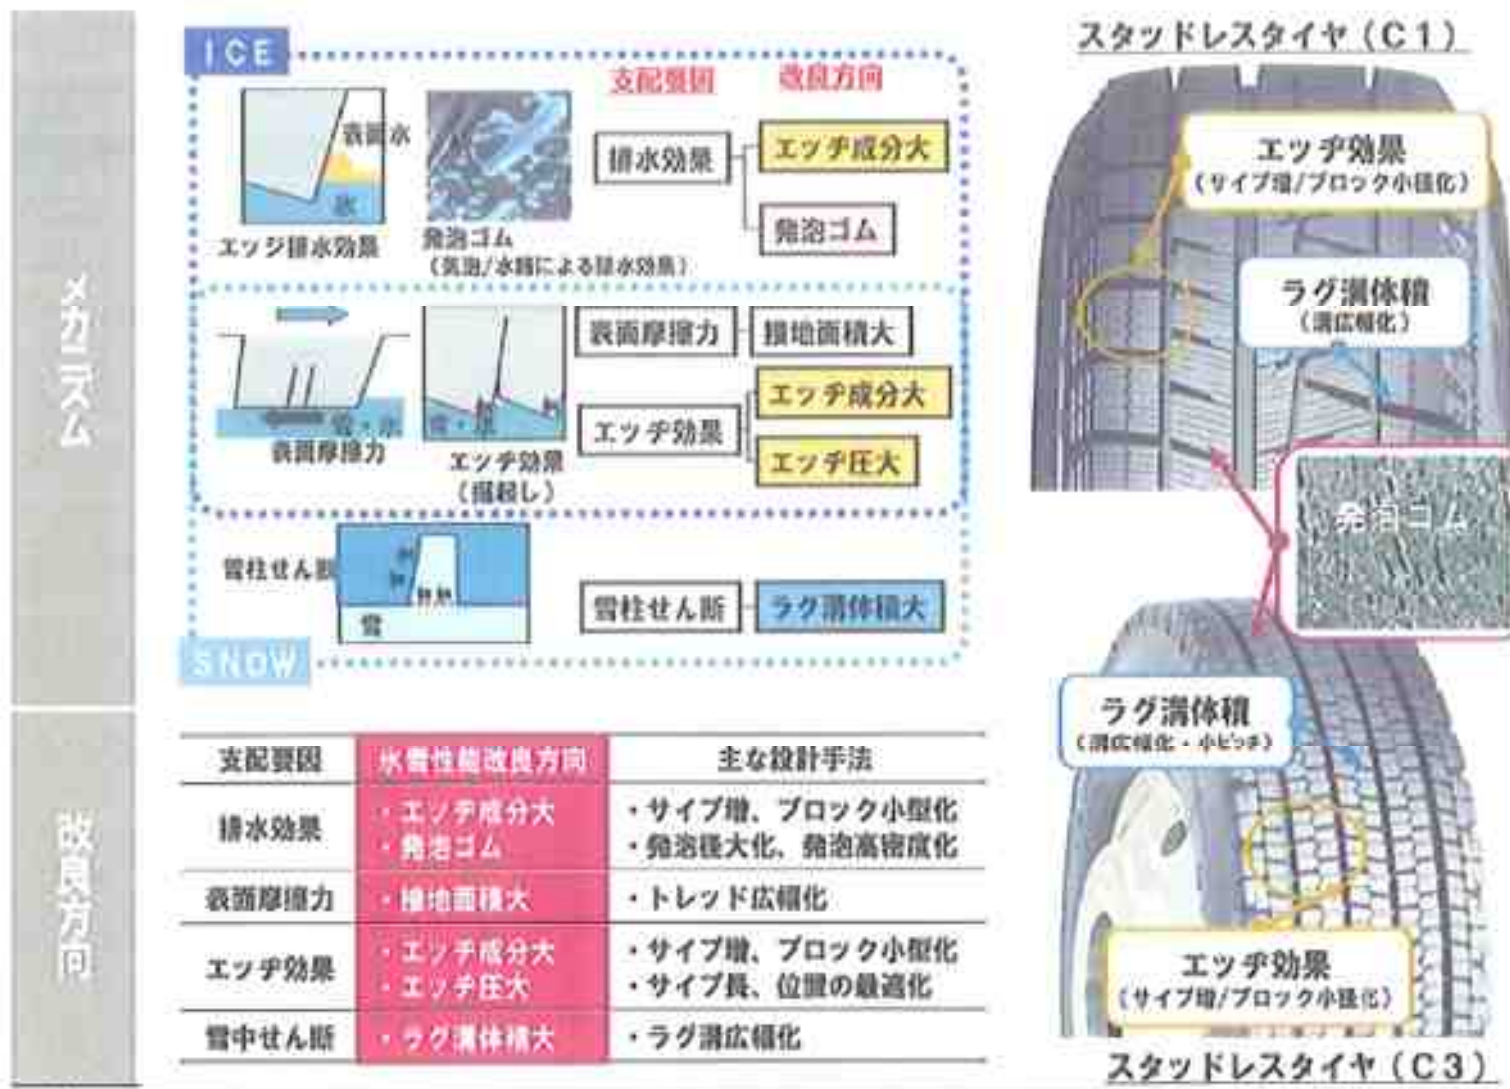 メカニズム
ICE
支配要因
改良方向
表面水
氷
エッジ排水効果
発泡ゴム
(気泡/水路による排水効果)
排水効果
エッヂ成分大
発泡ゴム
雪・氷
表面摩擦力
雪・氷
エッヂ効果
(掘起し)
表面摩擦力
接地面積大
エッヂ効果
エッヂ成分大
エッヂ圧大
雪柱せん断
雪
雪柱せん断
ラグ溝体積大
SNOW
スタッドレスタイヤ(C1)
エッヂ効果
(サイプ増/ブロック小径化)
ラグ溝体積
(溝広幅化)
発泡ゴム
ラグ溝体積
(溝広幅化・小ピッチ)
エッヂ効果
(サイプ増/ブロック小径化)
スタッドレスタイヤ(C3)
改良方向
支配要因 氷雪性能改良方向 主な設計手法
排水効果 ・エッヂ成分大 ・サイプ増、ブロック小型化
・発泡ゴム ・発泡径大化、発泡高密度化
表面摩擦力 ・接地面積大 ・トレッド広幅化
エッヂ効果 ・エッヂ成分大 ・サイプ増、ブロック小型化
・エッヂ圧大 ・サイプ長、位置の最適化
雪中せん断 ・ラグ溝体積大 ・ラグ溝広幅化